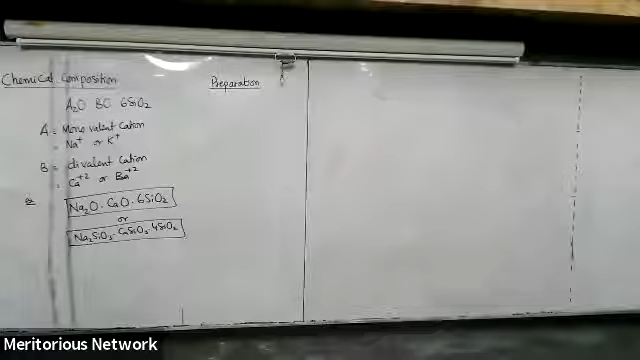 Chemical Composition
A₂O BO 6SiO₂
A = Mono valent Cation
= Na⁺ or K⁺
B = divalent Cation
= Ca⁺² or Ba⁺²
Na₂O · CaO · 6SiO₂
or
Na₂SiO₃ · CaSiO₃ · 4SiO₂
Preparation
Meritorious Network